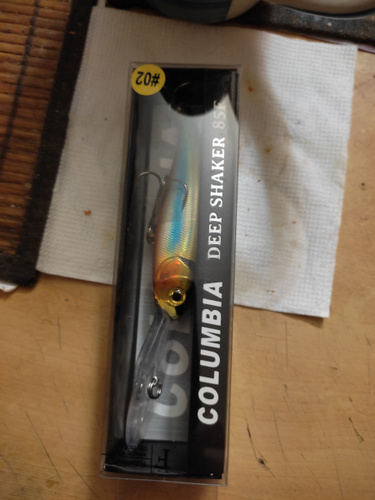 #02
COLUMBIA
DEEP SHAKER 85F